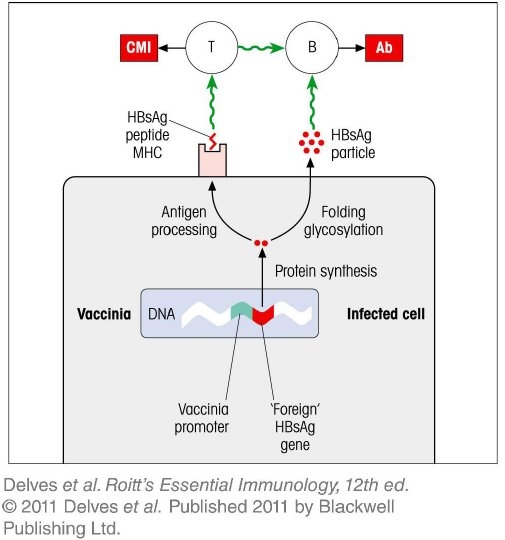 CMI
T
B
Ab
HBsAg
peptide
MHC
HBsAg
particle
Antigen
processing
Folding
glycosylation
Protein synthesis
Vaccinia
DNA
Infected cell
Vaccinia
promoter
‘Foreign’
HBsAg
gene
Delves et al. Roitt’s Essential Immunology, 12th ed.
© 2011 Delves et al. Published 2011 by Blackwell
Publishing Ltd.